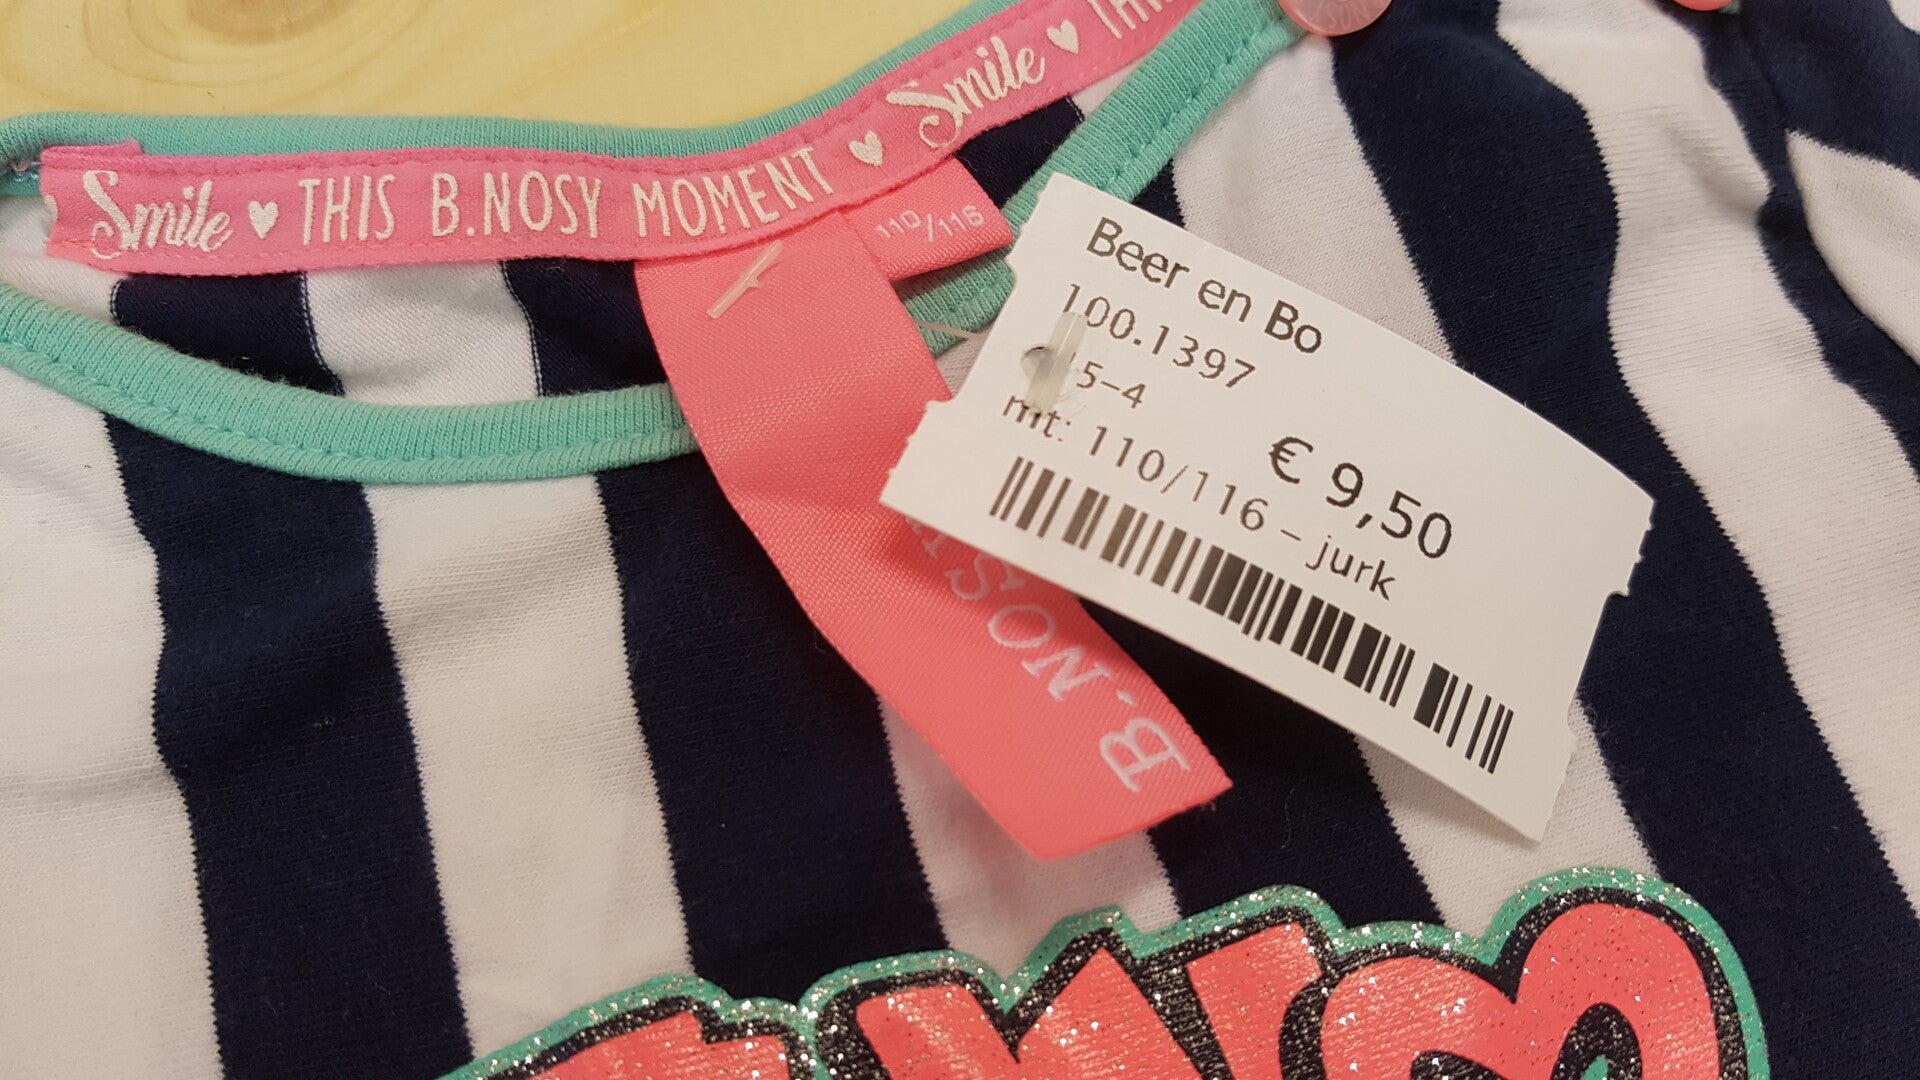 Smile THIS B.NOSY MOMENT Smile
110/116
B.NOSY
Beer en Bo
100.1397
5-4
€ 9,50
mt: 110/116 - jurk